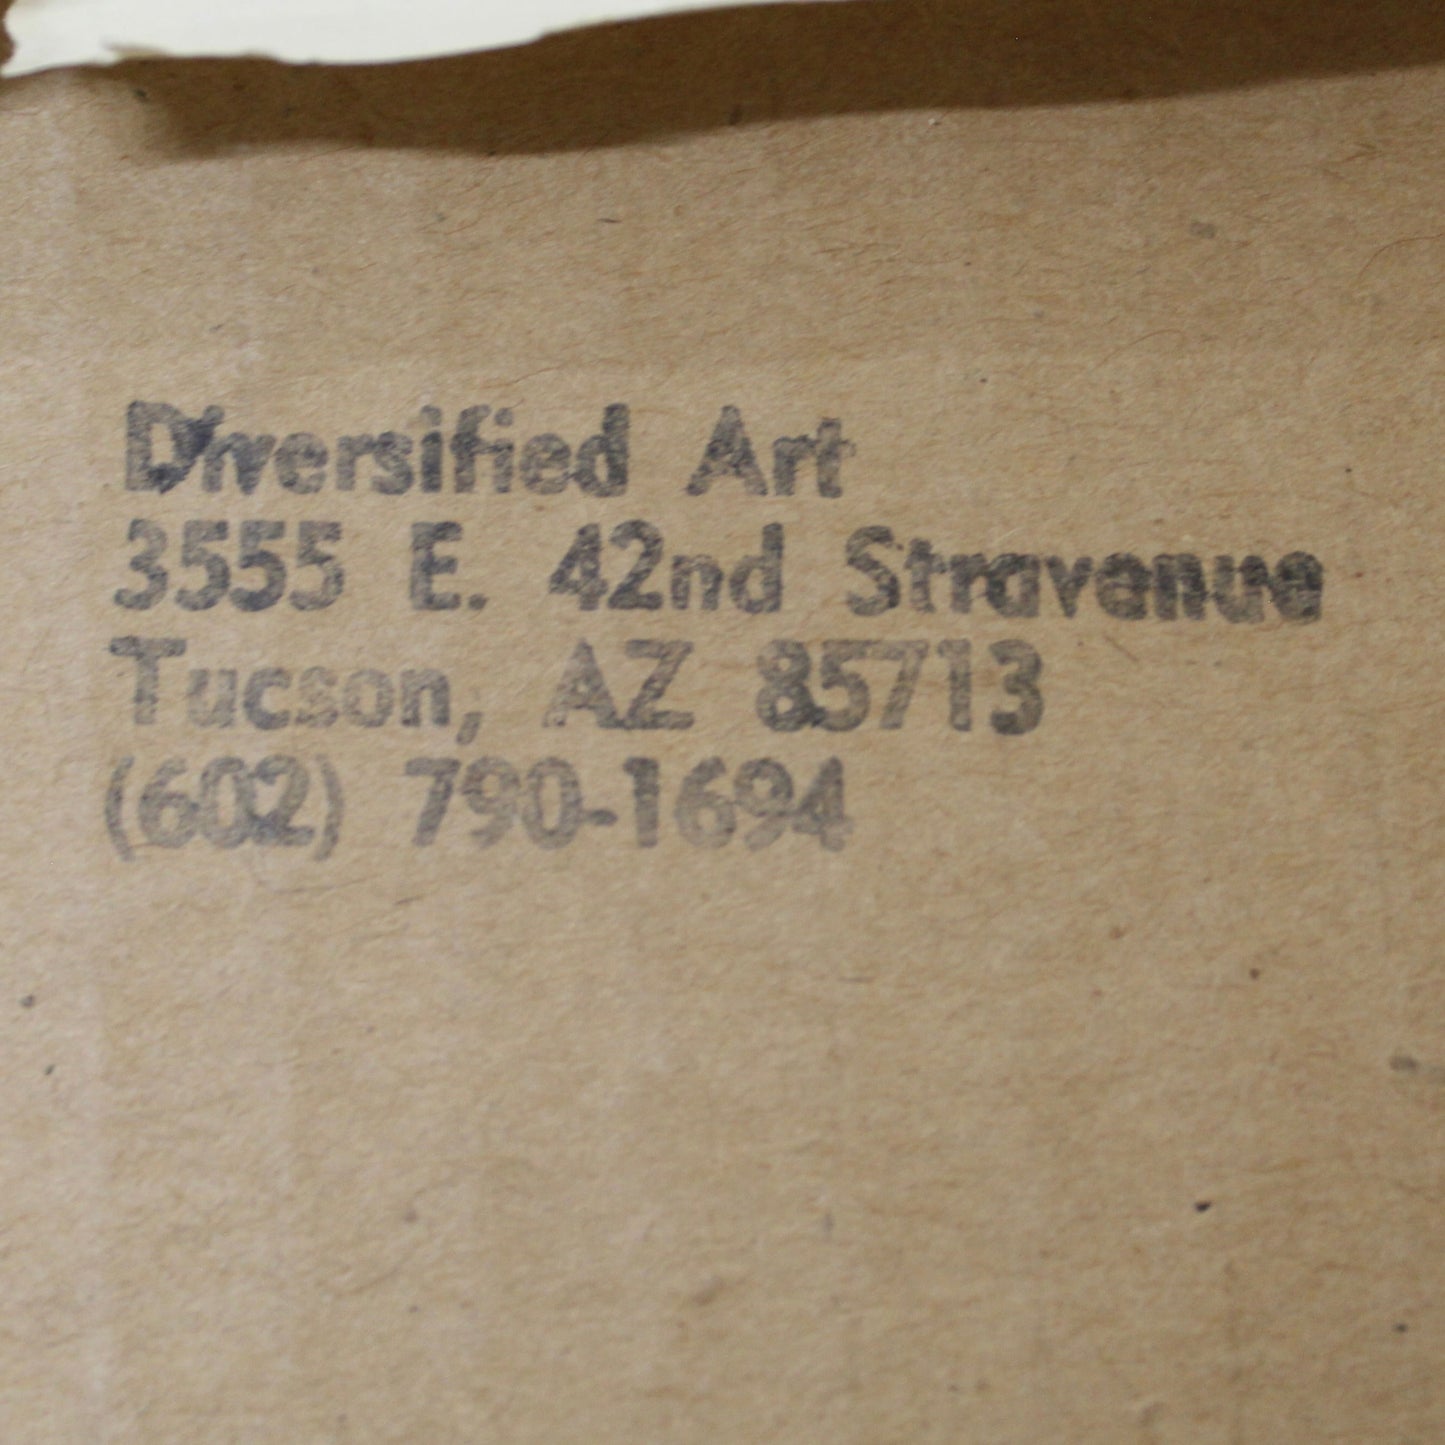 Diversified Art
3555 E. 42nd Stravenue
Tucson, AZ 85713
(602) 790-1694